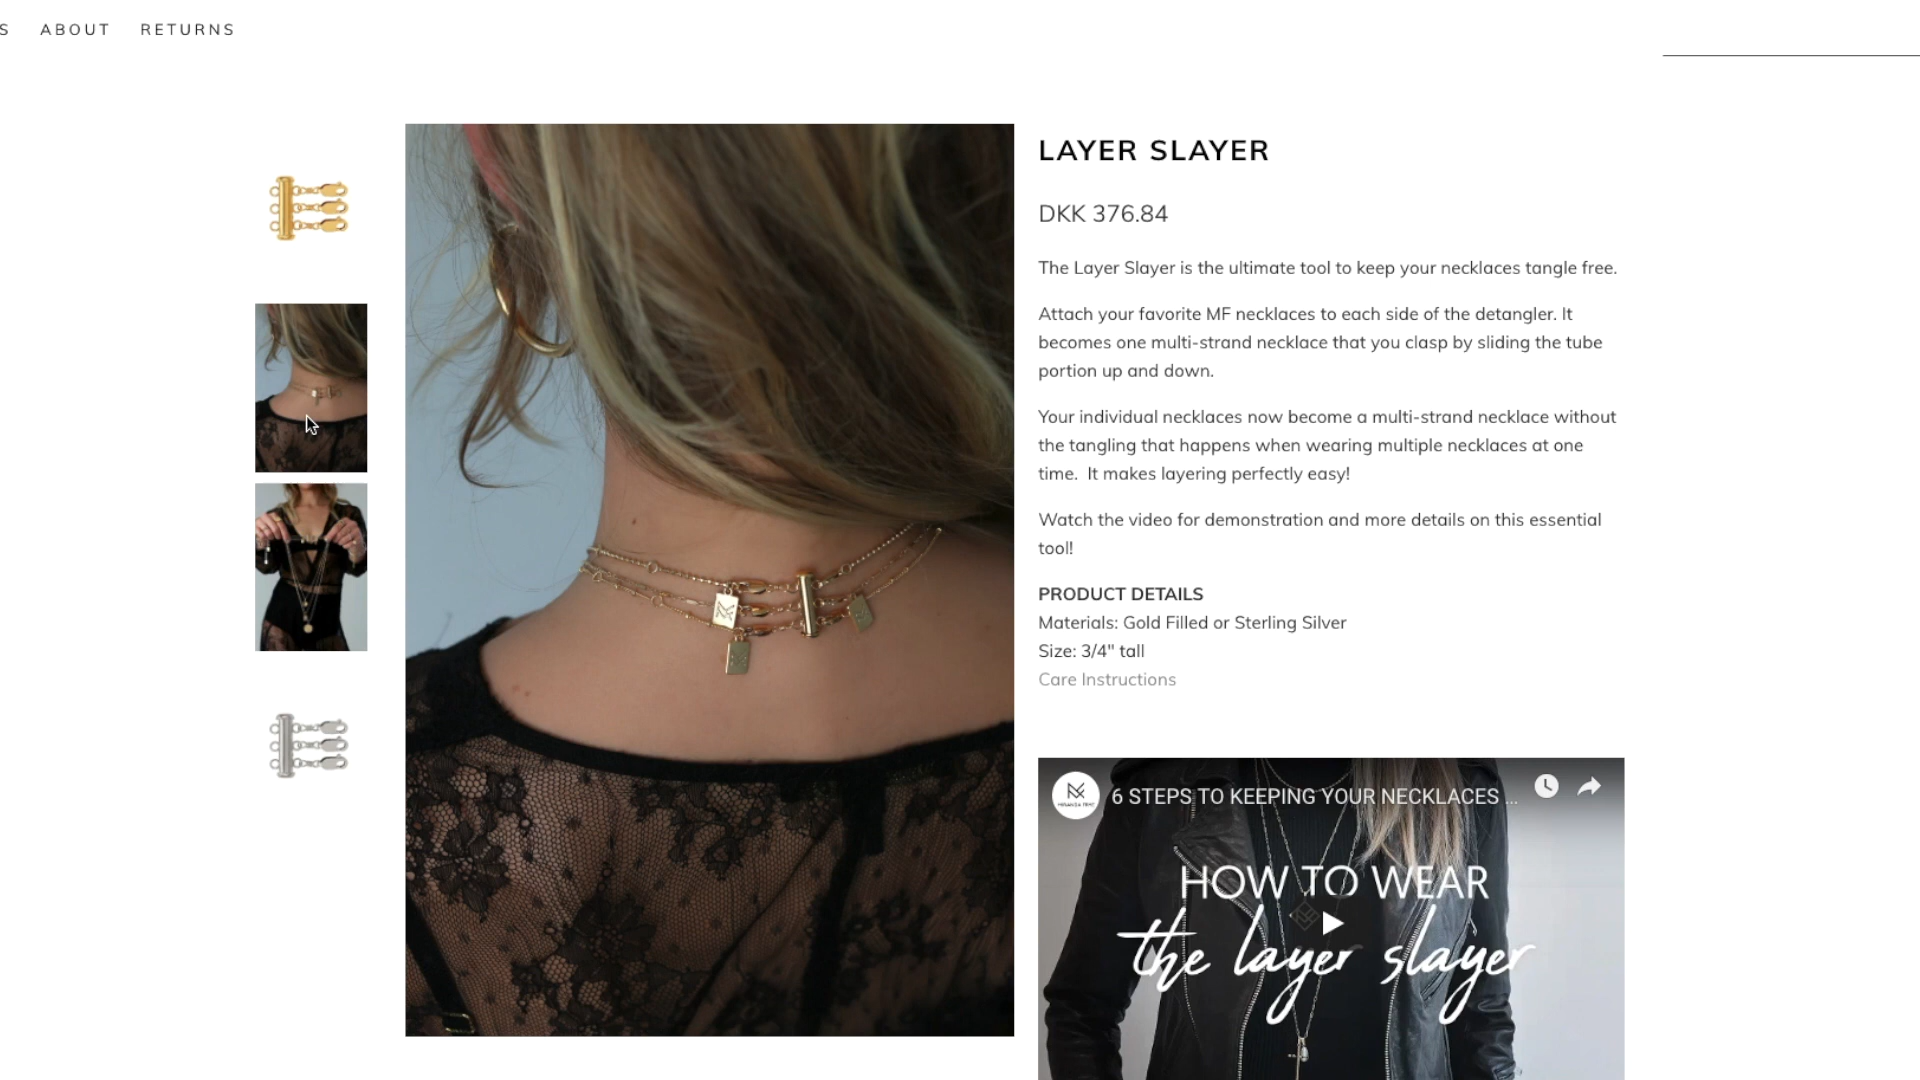 S ABOUT RETURNS
LAYER SLAYER
DKK 376.84
The Layer Slayer is the ultimate tool to keep your necklaces tangle free.
Attach your favorite MF necklaces to each side of the detangler. It
becomes one multi-strand necklace that you clasp by sliding the tube
portion up and down.
Your individual necklaces now become a multi-strand necklace without
the tangling that happens when wearing multiple necklaces at one
time.  It makes layering perfectly easy!
Watch the video for demonstration and more details on this essential
tool!
PRODUCT DETAILS
Materials: Gold Filled or Sterling Silver
Size: 3/4" tall
Care Instructions
6 STEPS TO KEEPING YOUR NECKLACES ...
HOW TO WEAR
the layer slayer